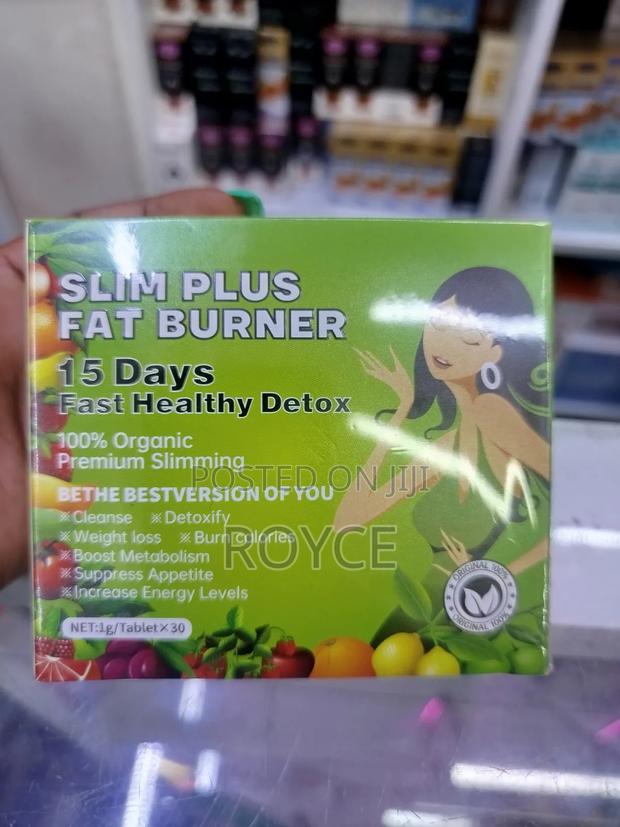 SLIM PLUS
FAT BURNER
15 Days
Fast Healthy Detox
100% Organic
Premium Slimming
BETHE BESTVERSION OF YOU
※Cleanse ※Detoxify
※Weight loss ※Burn calories
※Boost Metabolism
※Suppress Appetite
※Increase Energy Levels
NET:1g/Tablet×30
ORIGINAL 100%
ORIGINAL 100%
POSTED ON JIJI
ROYCE